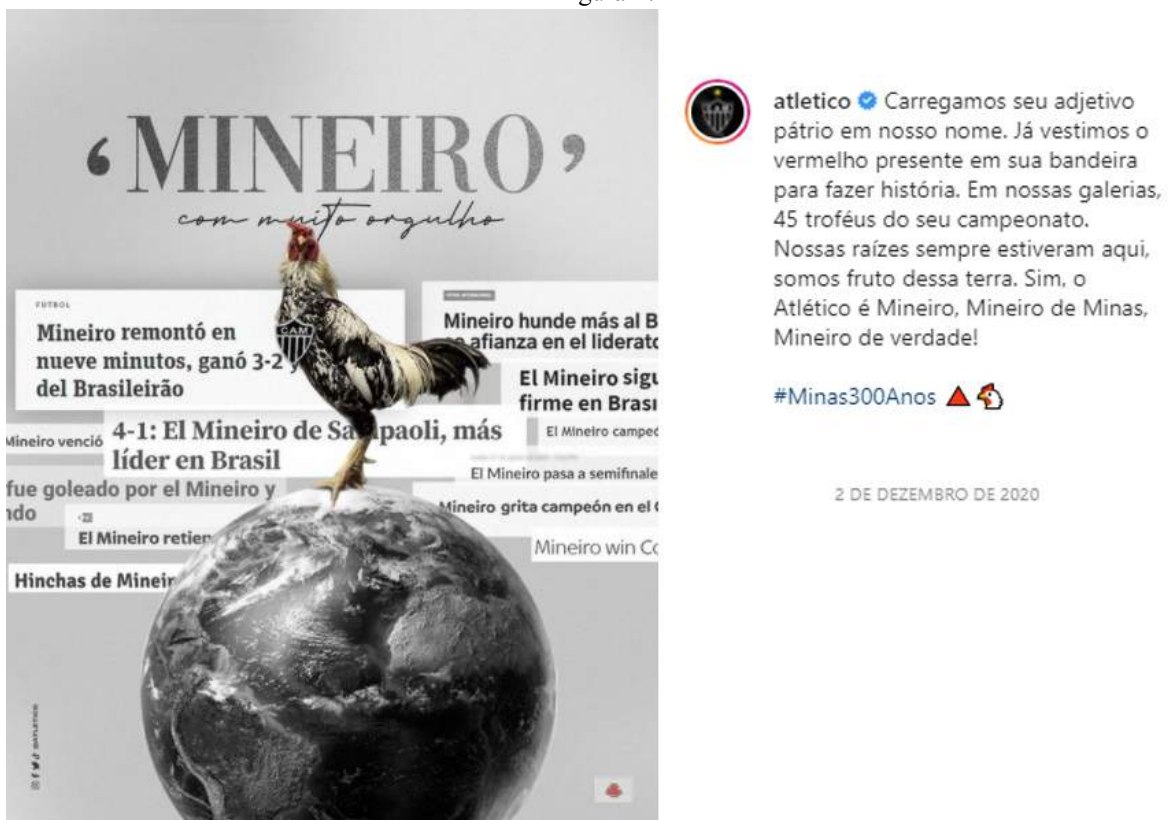 ‘MINEIRO’
com muito orgulho
FUTBOL
Mineiro remontó en
nueve minutos, ganó 3-2 y
del Brasileirão
Mineiro hunde más al B
se afianza en el liderato
El Mineiro sigu
firme en Brasi
Mineiro venció
4-1: El Mineiro de Sampaoli, más
líder en Brasil
El Mineiro campeó
El Mineiro pasa a semifinale
fue goleado por el Mineiro y
ndo
Mineiro grita campeón en el
El Mineiro retien
Mineiro win Co
Hinchas de Mineir
CAM
@ATLETICO
atletico Carregamos seu adjetivo
pátrio em nosso nome. Já vestimos o
vermelho presente em sua bandeira
para fazer história. Em nossas galerias,
45 troféus do seu campeonato.
Nossas raízes sempre estiveram aqui,
somos fruto dessa terra. Sim, o
Atlético é Mineiro, Mineiro de Minas,
Mineiro de verdade!
#Minas300Anos
2 DE DEZEMBRO DE 2020